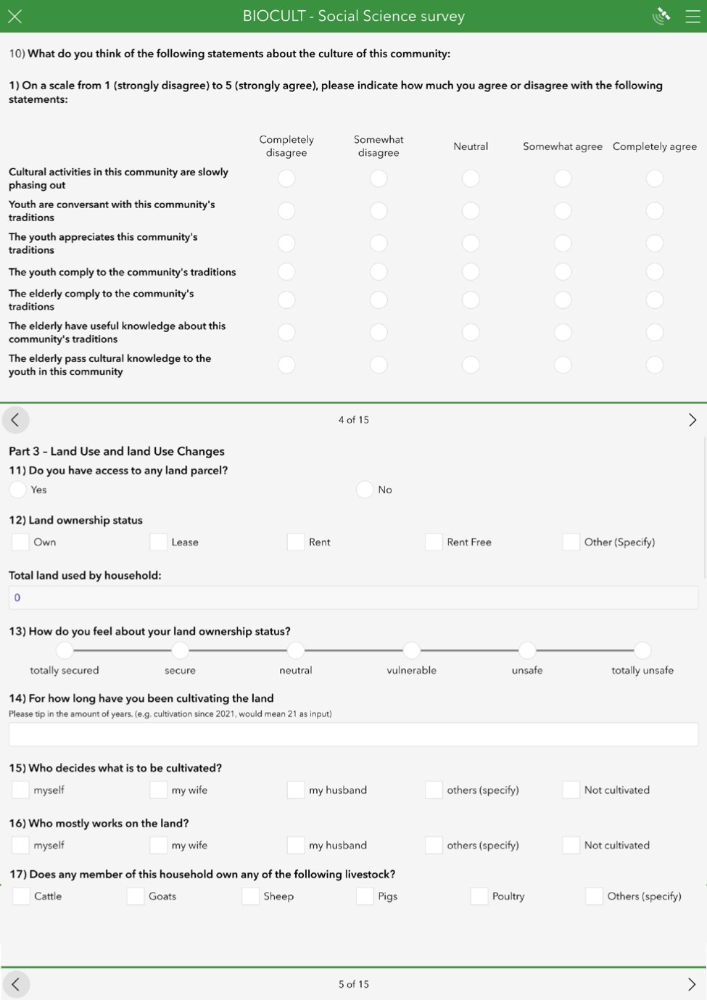 BIOCULT - Social Science survey
10) What do you think of the following statements about the culture of this community:
1) On a scale from 1 (strongly disagree) to 5 (strongly agree), please indicate how much you agree or disagree with the following
statements:
Completely
disagree
Somewhat
disagree
Neutral
Somewhat agree
Completely agree
Cultural activities in this community are slowly
phasing out
Youth are conversant with this community's
traditions
The youth appreciates this community's
traditions
The youth comply to the community's traditions
The elderly comply to the community's
traditions
The elderly have useful knowledge about this
community's traditions
The elderly pass cultural knowledge to the
youth in this community
4 of 15
Part 3 - Land Use and land Use Changes
11) Do you have access to any land parcel?
Yes
No
12) Land ownership status
Own
Lease
Rent
Rent Free
Other (Specify)
Total land used by household:
0
13) How do you feel about your land ownership status?
totally secured
secure
neutral
vulnerable
unsafe
totally unsafe
14) For how long have you been cultivating the land
Please tip in the amount of years. (e.g. cultivation since 2021, would mean 21 as input)
15) Who decides what is to be cultivated?
myself
my wife
my husband
others (specify)
Not cultivated
16) Who mostly works on the land?
myself
my wife
my husband
others (specify)
Not cultivated
17) Does any member of this household own any of the following livestock?
Cattle
Goats
Sheep
Pigs
Poultry
Others (specify)
5 of 15